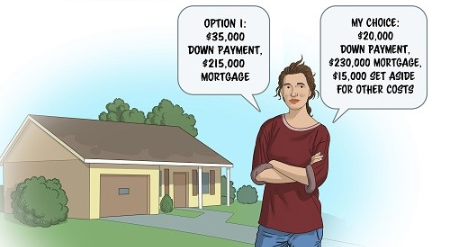 OPTION 1:
$35,000
DOWN PAYMENT,
$215,000
MORTGAGE
MY CHOICE:
$20,000
DOWN PAYMENT,
$230,000 MORTGAGE,
$15,000 SET ASIDE
FOR OTHER COSTS